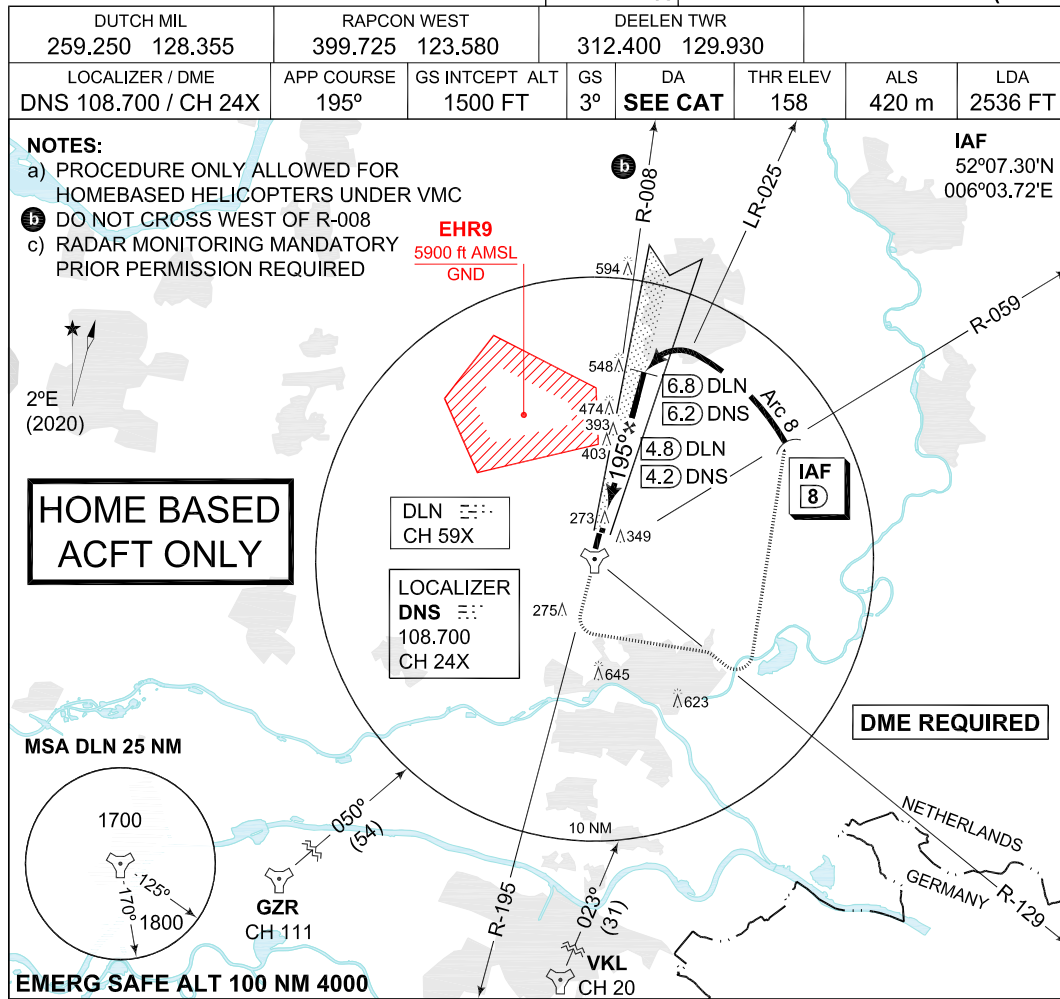 DUTCH MIL
259.250 128.355
RAPCON WEST
399.725 123.580
DEELEN TWR
312.400 129.930
LOCALIZER / DME
DNS 108.700 / CH 24X
APP COURSE
195º
GS INTCEPT ALT
1500 FT
GS
3º
DA
SEE CAT
THR ELEV
158
ALS
420 m
LDA
2536 FT
NOTES:
a) PROCEDURE ONLY ALLOWED FOR
HOMEBASED HELICOPTERS UNDER VMC
b DO NOT CROSS WEST OF R-008
c) RADAR MONITORING MANDATORY
PRIOR PERMISSION REQUIRED
IAF
52º07.30'N
006º03.72'E
b
R-008
LR-025
R-059
EHR9
5900 ft AMSL
GND
594
548
474
393
403
273
349
275
645
623
2ºE
(2020)
6.8 DLN
6.2 DNS
Arc 8
195º
4.8 DLN
4.2 DNS
IAF
8
HOME BASED
ACFT ONLY
DLN
CH 59X
LOCALIZER
DNS
108.700
CH 24X
DME REQUIRED
MSA DLN 25 NM
1700
125º
170º
1800
050º
(54)
GZR
CH 111
10 NM
R-195
023º
(31)
VKL
CH 20
NETHERLANDS
GERMANY
R-129
EMERG SAFE ALT 100 NM 4000